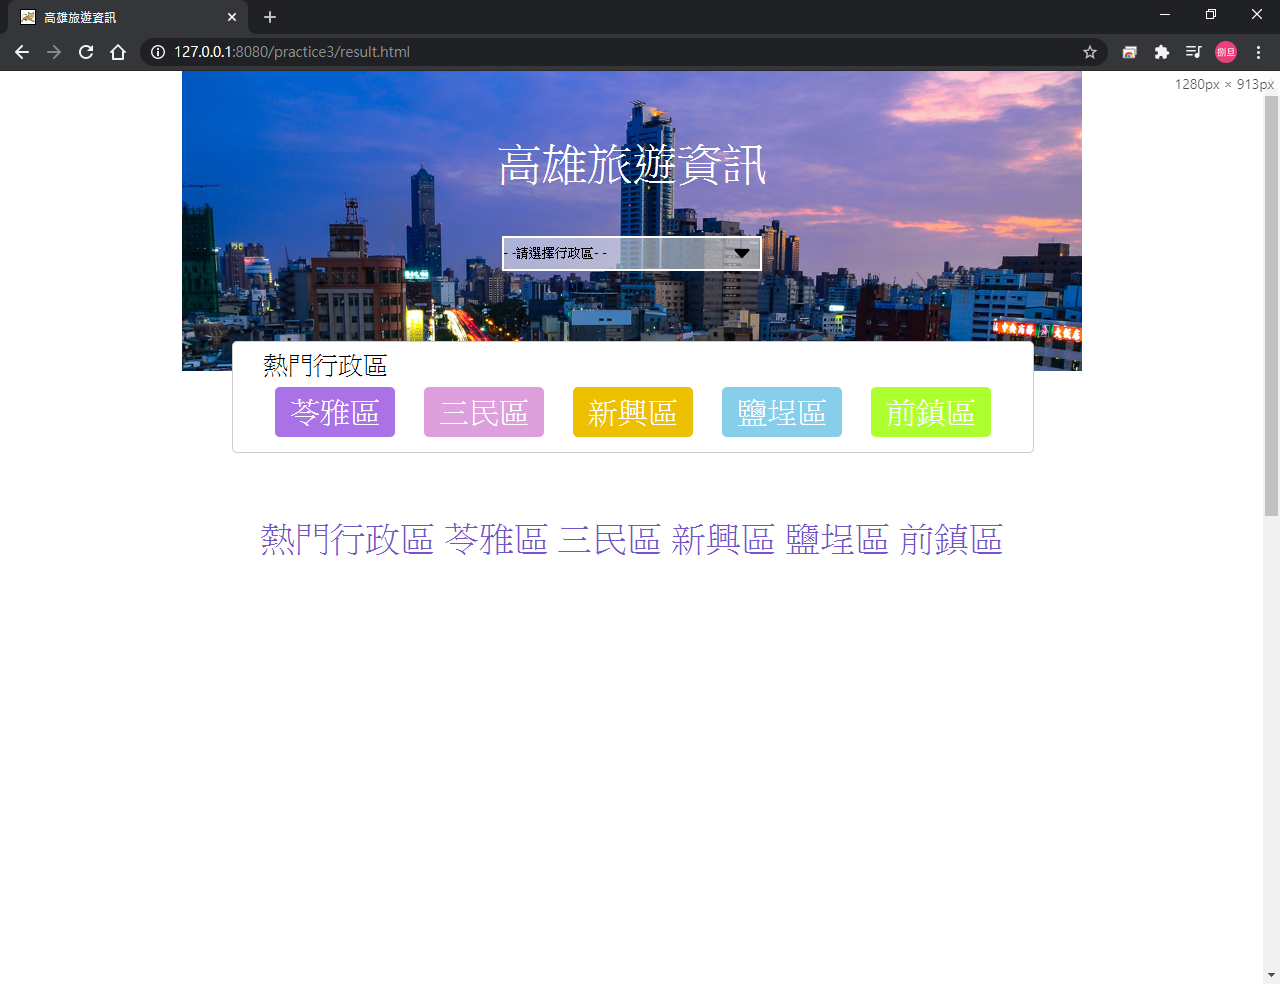 高雄旅遊資訊
127.0.0.1:8080/practice3/result.html
捌旦
1280px × 913px
高雄旅遊資訊
- -請選擇行政區- -
熱門行政區
苓雅區 三民區 新興區 鹽埕區 前鎮區
熱門行政區 苓雅區 三民區 新興區 鹽埕區 前鎮區